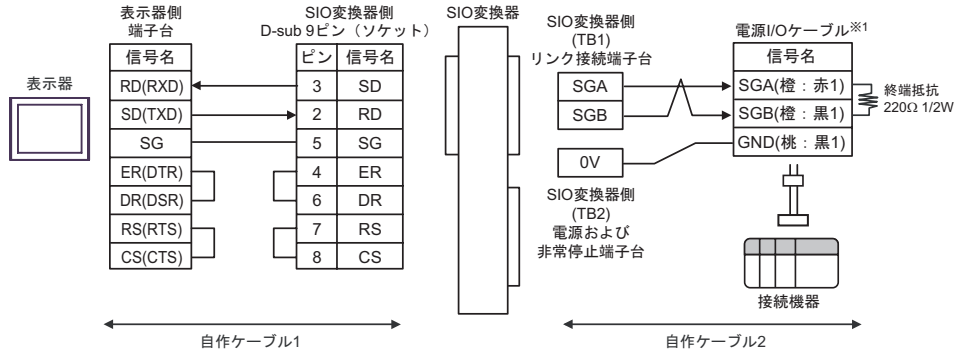 表示器
表示器側
端子台
信号名
RD(RXD)
SD(TXD)
SG
ER(DTR)
DR(DSR)
RS(RTS)
CS(CTS)
SIO変換器側
D-sub 9ピン（ソケット）
ピン 信号名
3 SD
2 RD
5 SG
4 ER
6 DR
7 RS
8 CS
自作ケーブル1
SIO変換器
SIO変換器側
(TB1)
リンク接続端子台
SGA
SGB
0V
SIO変換器側
(TB2)
電源および
非常停止端子台
電源I/Oケーブル※1
信号名
SGA(橙：赤1)
SGB(橙：黒1)
GND(桃：黒1)
終端抵抗
220Ω 1/2W
接続機器
自作ケーブル2